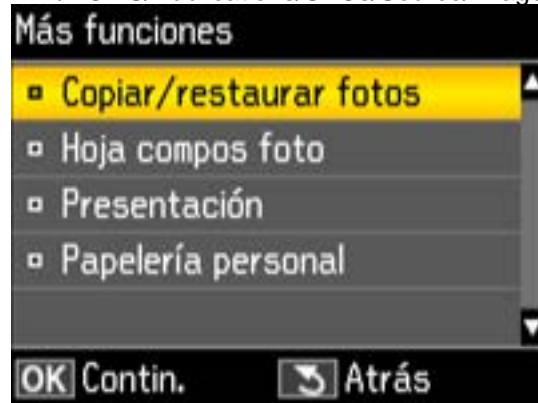 Más funciones
Copiar/restaurar fotos
Hoja compos foto
Presentación
Papelería personal
OK Contin. Atrás